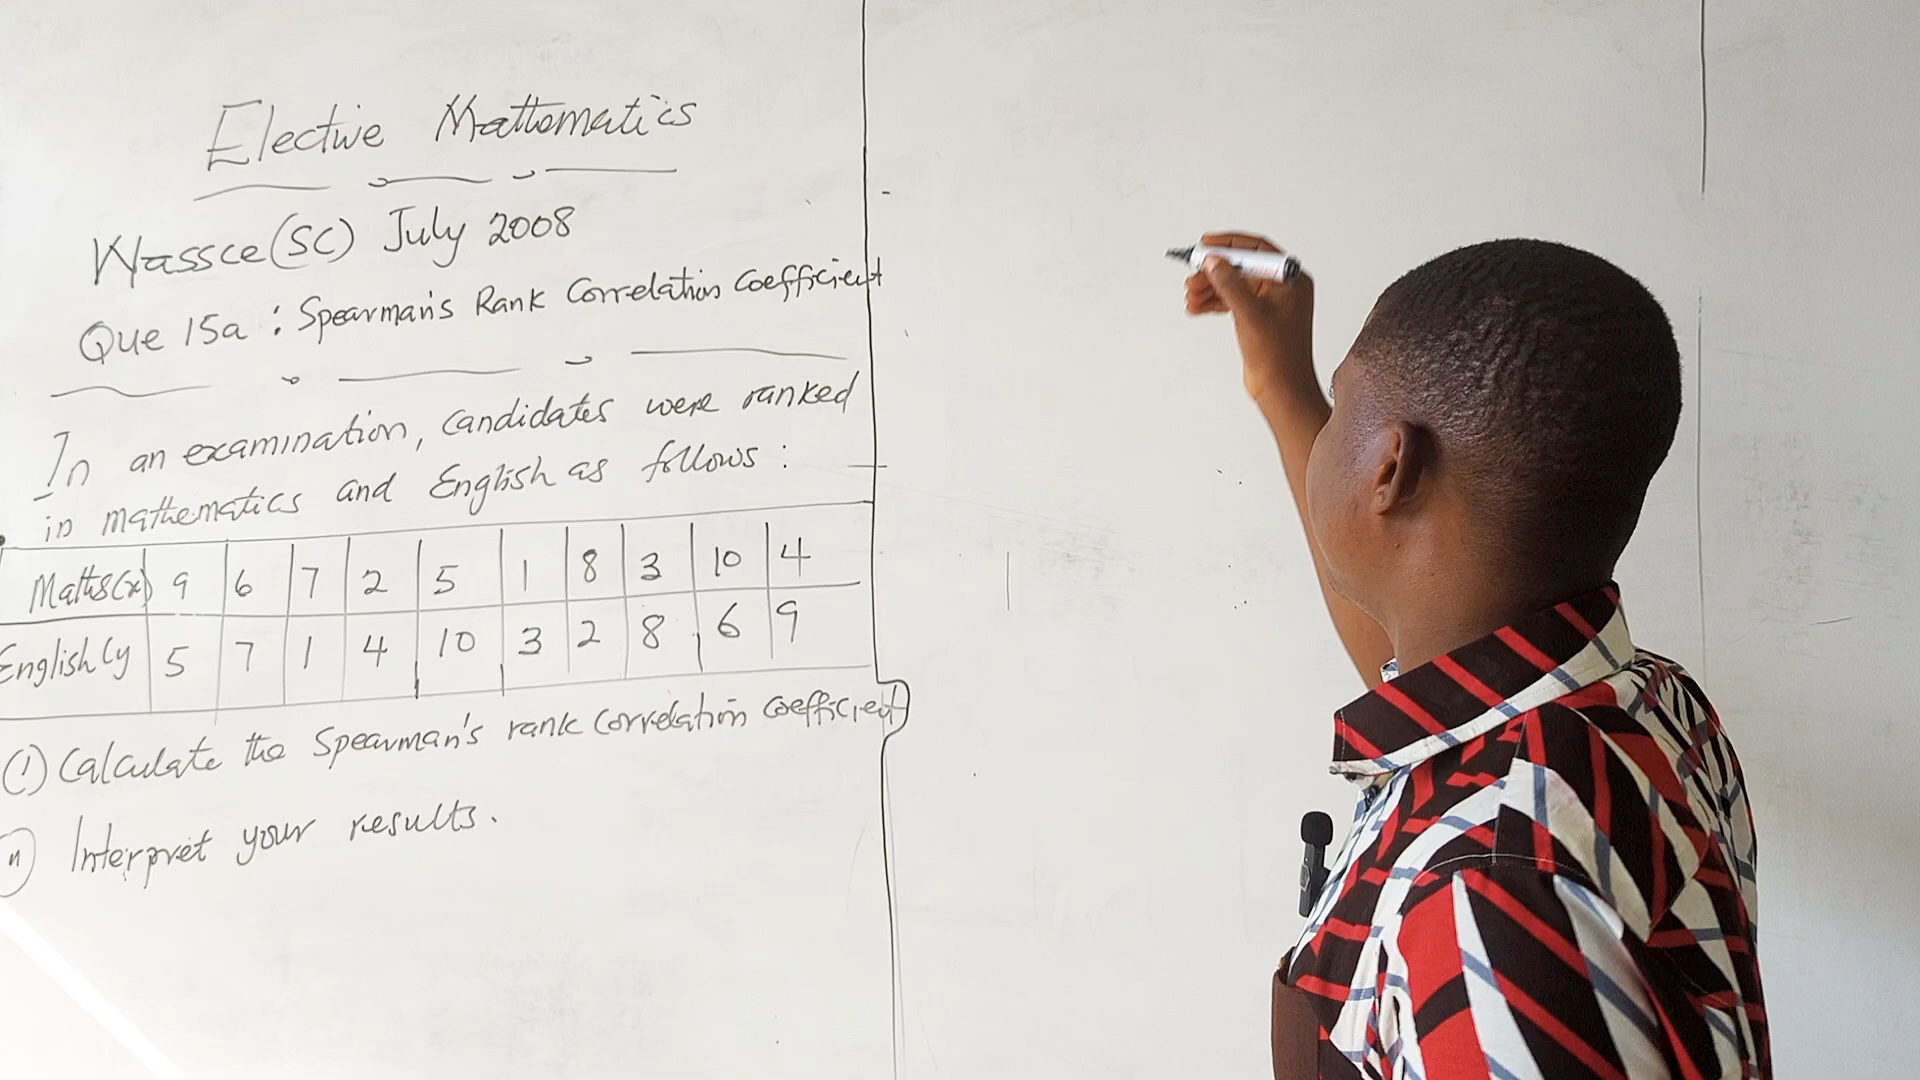 Elective Mathematics
Wassce (SC) July 2008
Que 15a : Spearman's Rank Correlation Coefficient
In an examination, candidates were ranked
in mathematics and English as follows :
Maths(x) 9 6 7 2 5 1 8 3 10 4
English (y 5 7 1 4 10 3 2 8 6 9
(i) Calculate the Spearman's rank correlation coefficient
(ii) Interpret your results.